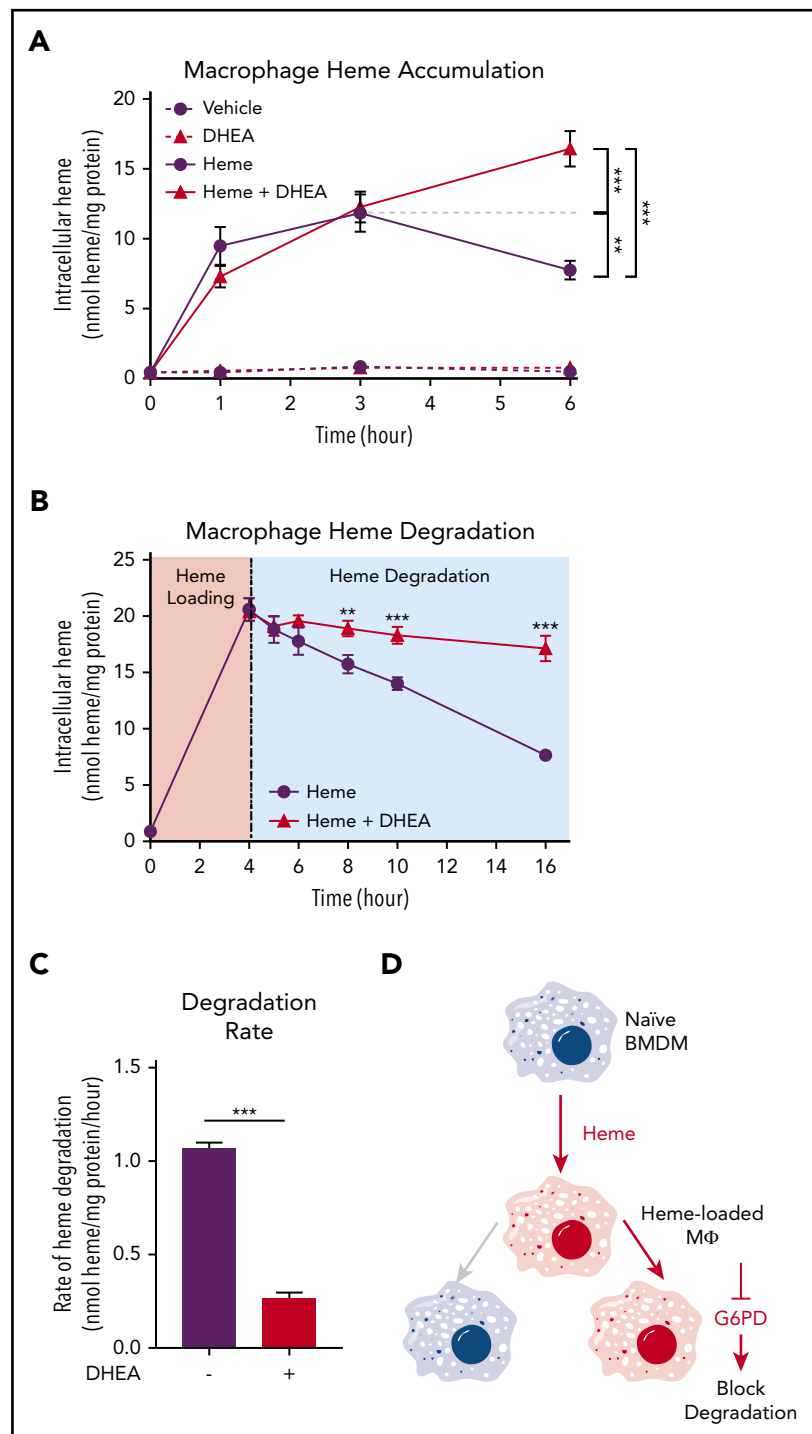 A
Macrophage Heme Accumulation
Intracellular heme
(nmol heme/mg protein)
20
15
10
5
0
Vehicle
DHEA
Heme
Heme + DHEA
***
**
***
0 1 2 3 4 5 6
Time (hour)
B
Macrophage Heme Degradation
Intracellular heme
(nmol heme/mg protein)
25
20
15
10
5
0
Heme
Loading
Heme Degradation
** *** ***
Heme
Heme + DHEA
0 2 4 6 8 10 12 14 16
Time (hour)
C
Degradation
Rate
Rate of heme degradation
(nmol heme/mg protein/hour)
1.5
1.0
0.5
0.0
***
DHEA - +
D
Naïve
BMDM
Heme
Heme-loaded
MΦ
G6PD
Block
Degradation